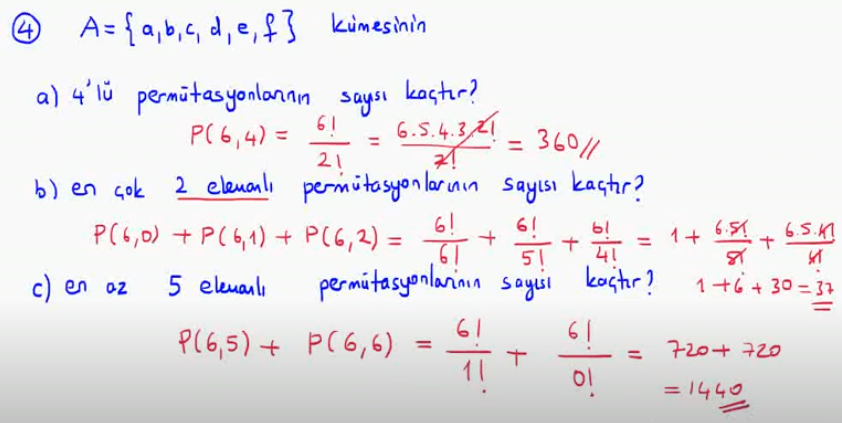 ④ A = {a,b,c,d,e,f} kümesinin
a) 4'lü permütasyonlarının sayısı kaçtır?
P(6,4) = 6!/2! = 6.5.4.3.2!/2! = 360//
b) en çok 2 elemanlı permütasyonlarının sayısı kaçtır?
P(6,0) + P(6,1) + P(6,2) = 6!/6! + 6!/5! + 6!/4! = 1 + 6.5!/5! + 6.5.4!/4!
1+6+30=37
c) en az 5 elemanlı permütasyonlarının sayısı kaçtır?
P(6,5) + P(6,6) = 6!/1! + 6!/0! = 720 + 720
= 1440